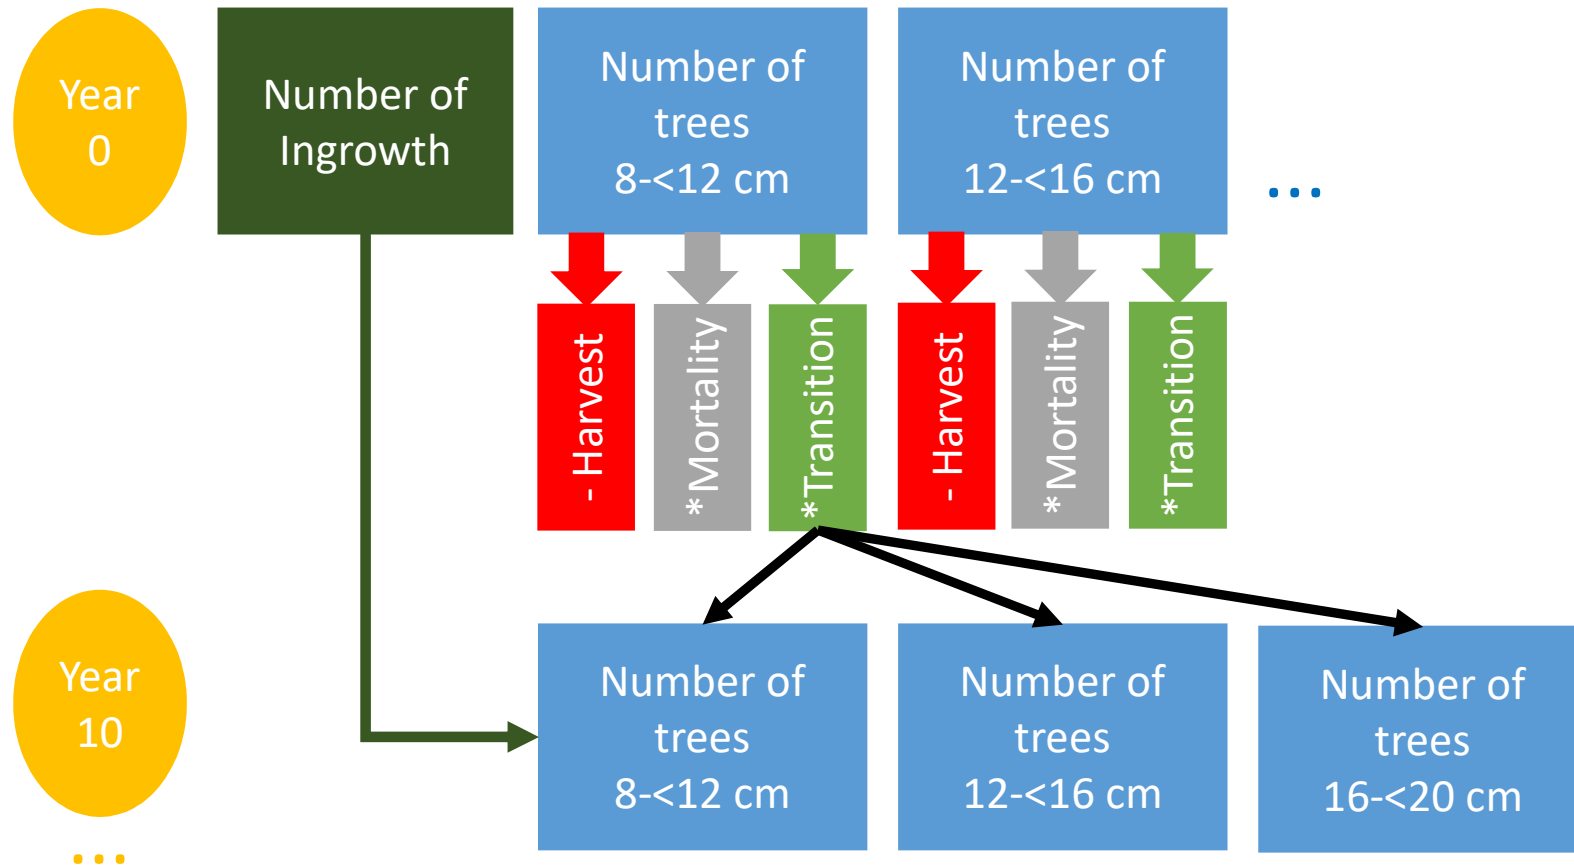 Year
0
Number of
Ingrowth
Number of
trees
8-<12 cm
Number of
trees
12-<16 cm
...
- Harvest
*Mortality
*Transition
- Harvest
*Mortality
*Transition
Year
10
Number of
trees
8-<12 cm
Number of
trees
12-<16 cm
Number of
trees
16-<20 cm
...